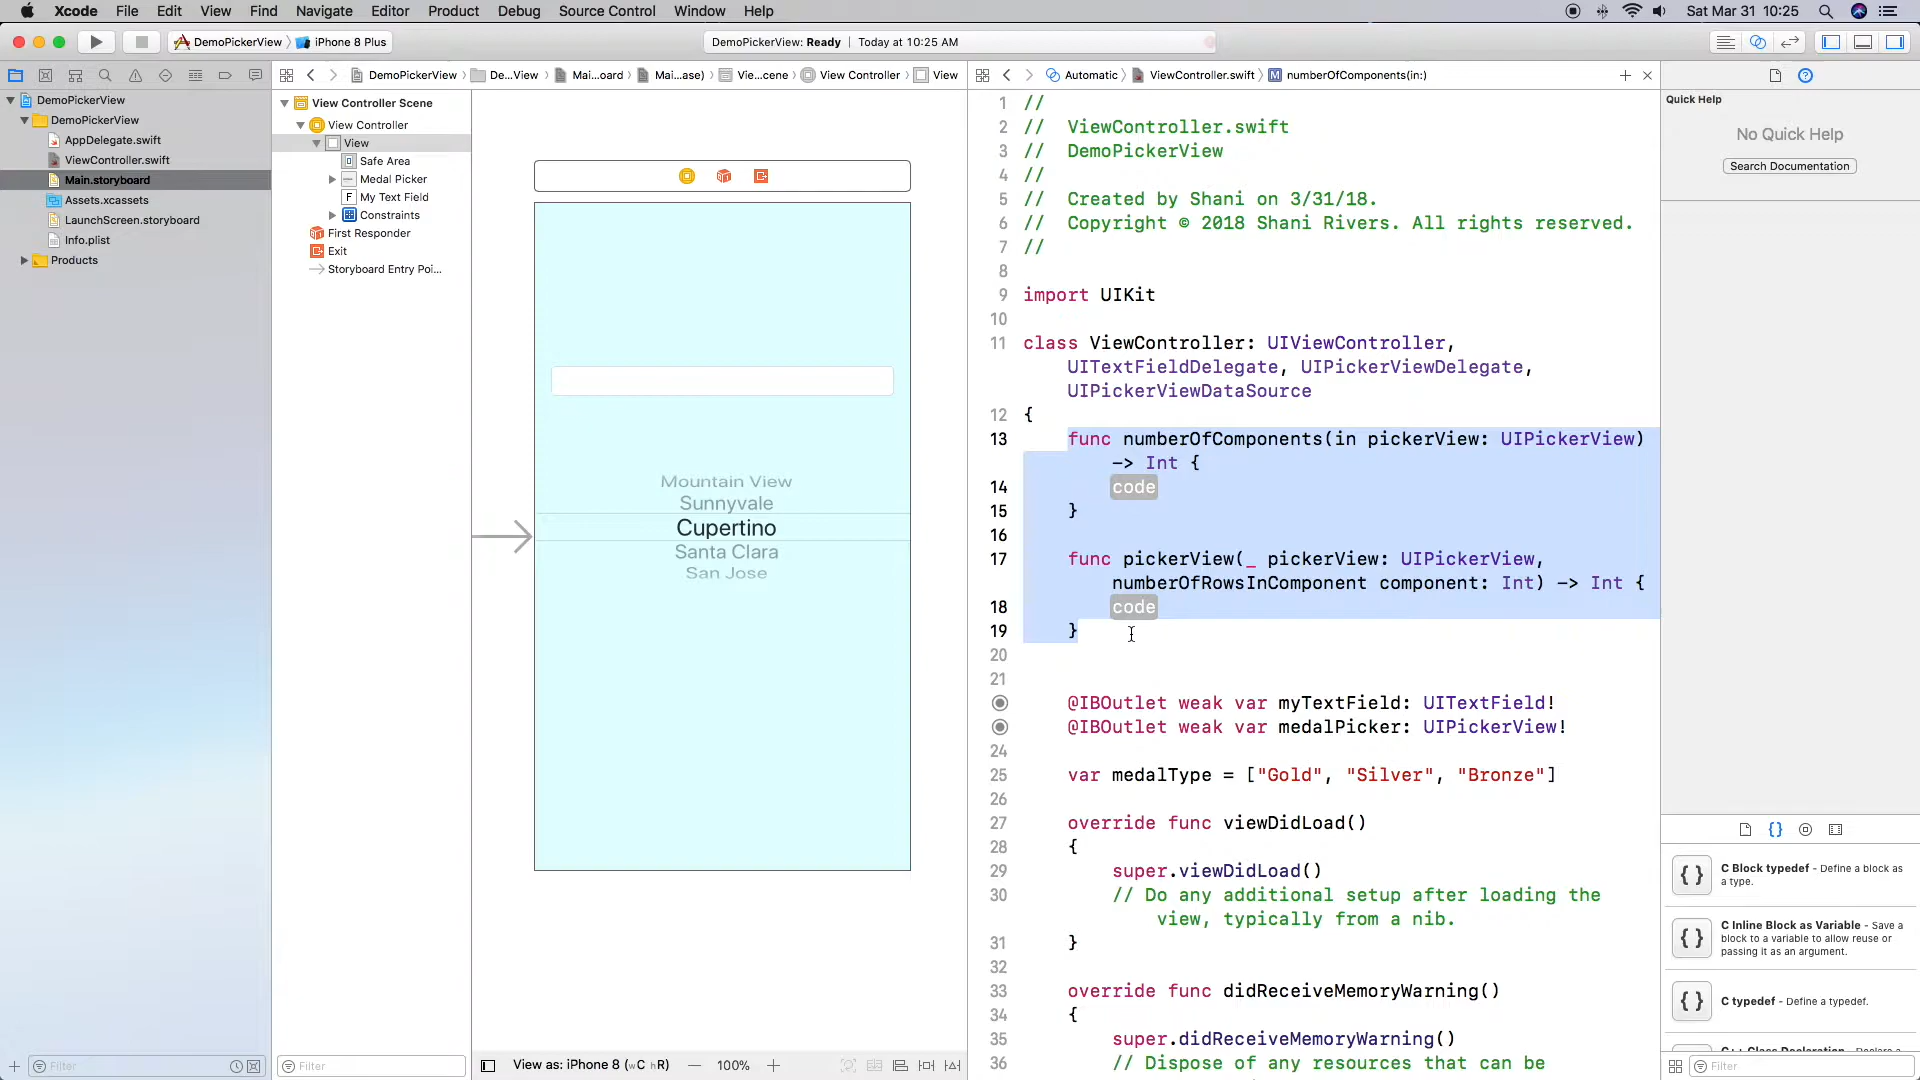 Xcode File Edit View Find Navigate Editor Product Debug Source Control Window Help Sat Mar 31 10:25
DemoPickerView iPhone 8 Plus DemoPickerView: Ready | Today at 10:25 AM
DemoPickerView De...View Mai...oard Mai...ase) Vie...cene View Controller View
Automatic ViewController.swift M numberOfComponents(in:)
DemoPickerView
DemoPickerView
AppDelegate.swift
ViewController.swift
Main.storyboard
Assets.xcassets
LaunchScreen.storyboard
Info.plist
Products
Filter
View Controller Scene
View Controller
View
Safe Area
Medal Picker
F My Text Field
Constraints
First Responder
Exit
Storyboard Entry Poi...
Filter
Mountain View
Sunnyvale
Cupertino
Santa Clara
San Jose
View as: iPhone 8 (wC hR) — 100% +
1 //
2 //  ViewController.swift
3 //  DemoPickerView
4 //
5 //  Created by Shani on 3/31/18.
6 //  Copyright © 2018 Shani Rivers. All rights reserved.
7 //
8
9 import UIKit
10
11 class ViewController: UIViewController,
UITextFieldDelegate, UIPickerViewDelegate,
UIPickerViewDataSource
12 {
13 func numberOfComponents(in pickerView: UIPickerView)
-> Int {
14 code
15 }
16
17 func pickerView(_ pickerView: UIPickerView,
numberOfRowsInComponent component: Int) -> Int {
18 code
19 }
20
21
@IBOutlet weak var myTextField: UITextField!
@IBOutlet weak var medalPicker: UIPickerView!
24
25 var medalType = ["Gold", "Silver", "Bronze"]
26
27 override func viewDidLoad()
28 {
29 super.viewDidLoad()
30 // Do any additional setup after loading the
view, typically from a nib.
31 }
32
33 override func didReceiveMemoryWarning()
34 {
35 super.didReceiveMemoryWarning()
36 // Dispose of any resources that can be
Quick Help
No Quick Help
Search Documentation
{ } C Block typedef - Define a block as
a type.
{ } C Inline Block as Variable - Save a
block to a variable to allow reuse or
passing it as an argument.
{ } C typedef - Define a typedef.
C++ Class Declaration - Declare a
Filter